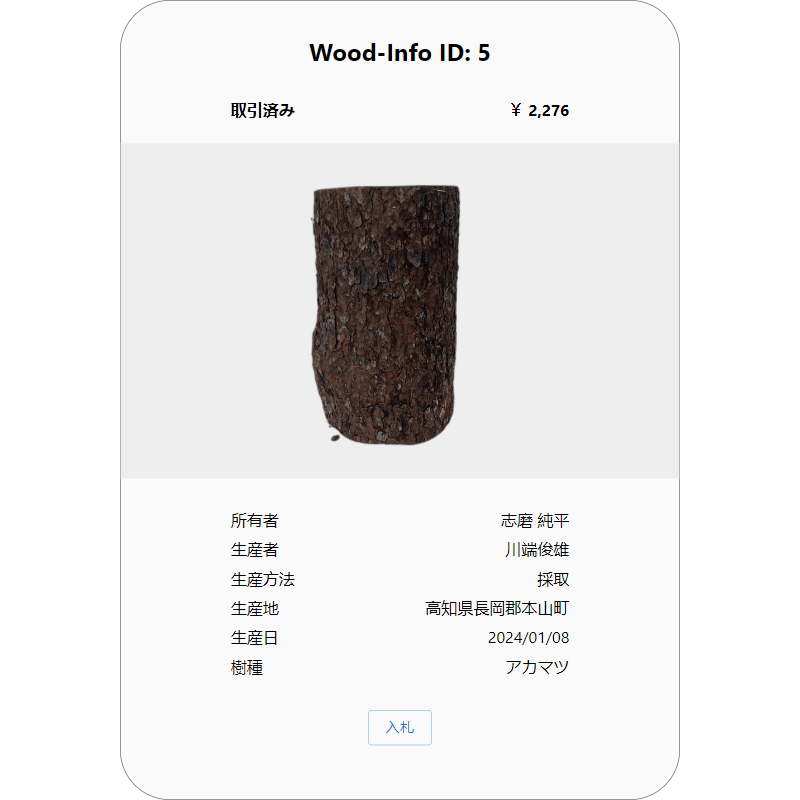 Wood-Info ID: 5
取引済み ￥ 2,276
所有者 志磨 純平
生産者 川端俊雄
生産方法 採取
生産地 高知県長岡郡本山町
生産日 2024/01/08
樹種 アカマツ
入札